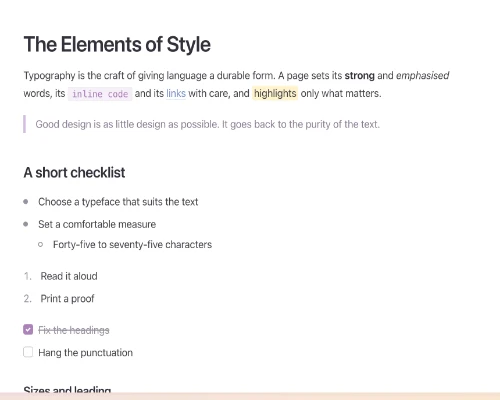 The Elements of Style
Typography is the craft of giving language a durable form. A page sets its strong and emphasised
words, its inline code and its links with care, and highlights only what matters.
Good design is as little design as possible. It goes back to the purity of the text.
A short checklist
Choose a typeface that suits the text
Set a comfortable measure
Forty-five to seventy-five characters
1. Read it aloud
2. Print a proof
Fix the headings
Hang the punctuation
Sizes and leading